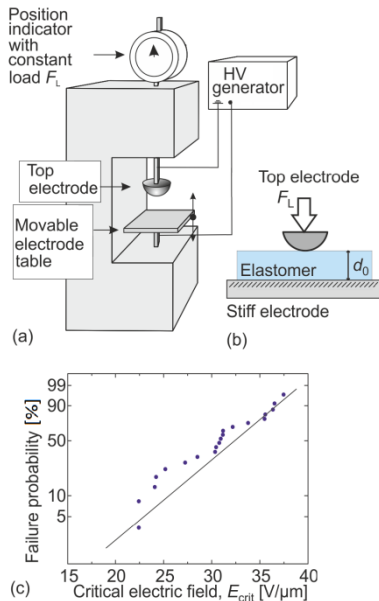 Position
indicator
with
constant
load F_L
HV
generator
Top
electrode
Movable
electrode
table
(a)
Top electrode
F_L
Elastomer
d_0
Stiff electrode
(b)
99
90
50
10
5
Failure probability [%]
15
20
25
30
35
40
Critical electric field, E_crit [V/μm]
(c)